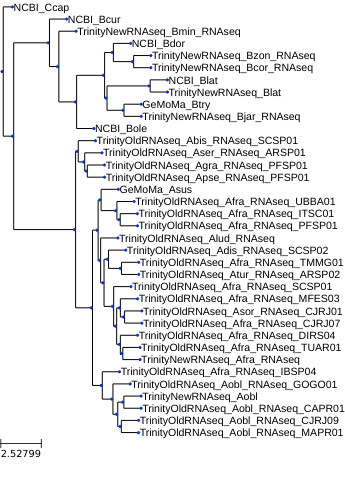 NCBI_Ccap
NCBI_Bcur
TrinityNewRNAseq_Bmin_RNAseq
NCBI_Bdor
TrinityNewRNAseq_Bzon_RNAseq
TrinityNewRNAseq_Bcor_RNAseq
NCBI_Blat
TrinityNewRNAseq_Blat
GeMoMa_Btry
TrinityNewRNAseq_Bjar_RNAseq
NCBI_Bole
TrinityOldRNAseq_Abis_RNAseq_SCSP01
TrinityOldRNAseq_Aser_RNAseq_ARSP01
TrinityOldRNAseq_Agra_RNAseq_PFSP01
TrinityOldRNAseq_Apse_RNAseq_PFSP01
GeMoMa_Asus
TrinityOldRNAseq_Afra_RNAseq_UBBA01
TrinityOldRNAseq_Afra_RNAseq_ITSC01
TrinityOldRNAseq_Afra_RNAseq_PFSP01
TrinityOldRNAseq_Alud_RNAseq
TrinityOldRNAseq_Adis_RNAseq_SCSP02
TrinityOldRNAseq_Afra_RNAseq_TMMG01
TrinityOldRNAseq_Atur_RNAseq_ARSP02
TrinityOldRNAseq_Afra_RNAseq_SCSP01
TrinityOldRNAseq_Afra_RNAseq_MFES03
TrinityOldRNAseq_Asor_RNAseq_CJRJ01
TrinityOldRNAseq_Afra_RNAseq_CJRJ07
TrinityOldRNAseq_Afra_RNAseq_DIRS04
TrinityOldRNAseq_Afra_RNAseq_TUAR01
TrinityNewRNAseq_Afra_RNAseq
TrinityOldRNAseq_Afra_RNAseq_IBSP04
TrinityOldRNAseq_Aobl_RNAseq_GOGO01
TrinityNewRNAseq_Aobl
TrinityOldRNAseq_Aobl_RNAseq_CAPR01
TrinityOldRNAseq_Aobl_RNAseq_CJRJ09
TrinityOldRNAseq_Aobl_RNAseq_MAPR01
2.52799